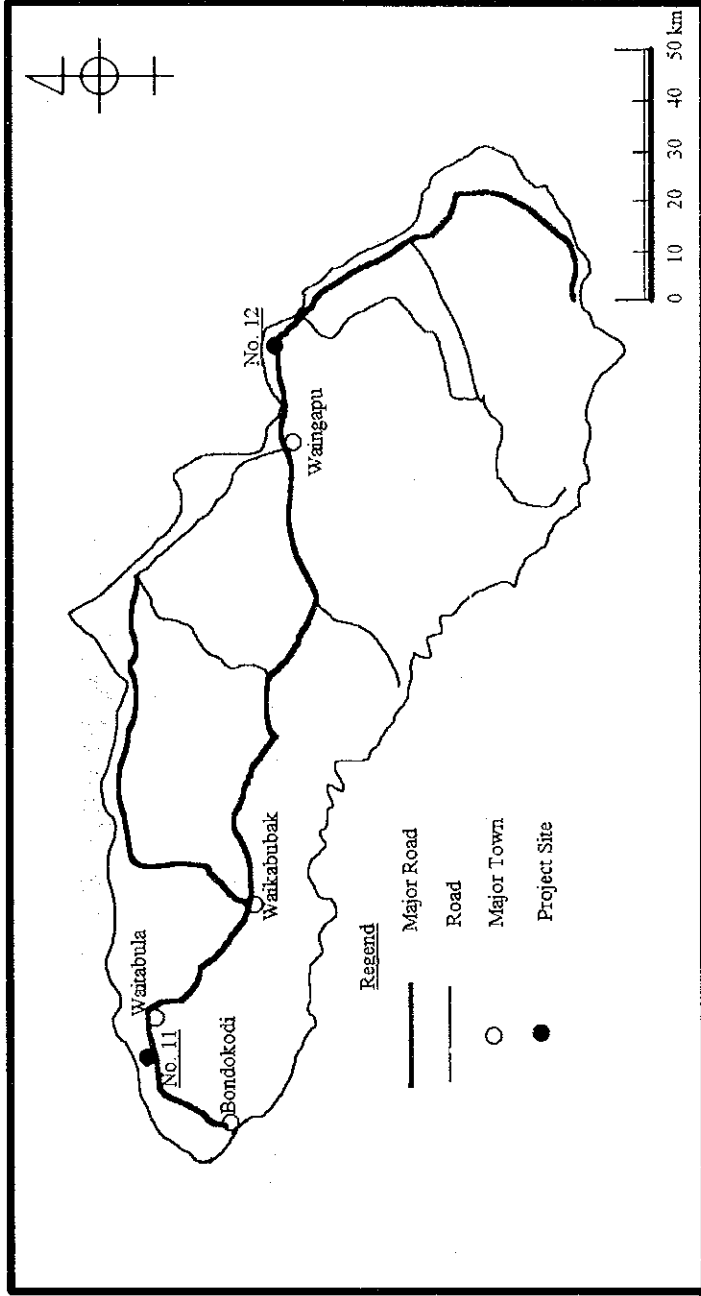 No. 12
Waingapu
Waikabubak
Waitabula
No. 11
Bondokodi
Regend
Major Road
Road
Major Town
Project Site
0 10 20 30 40 50 km